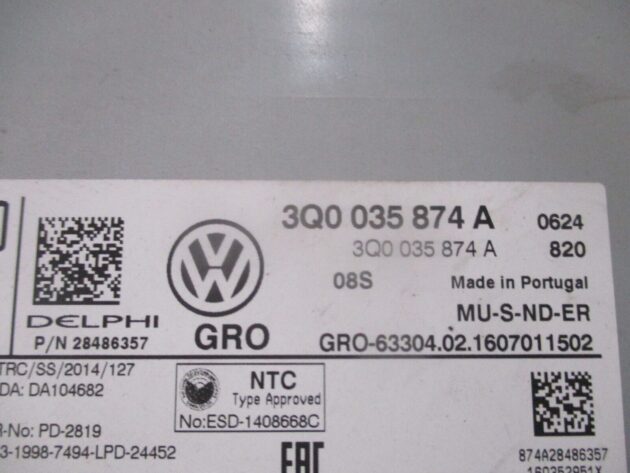 3Q0 035 874 A 0624
3Q0 035 874 A 820
08S Made in Portugal
DELPHI
P/N 28486357
GRO
MU-S-ND-ER
GRO-63304.02.1607011502
TRC/SS/2014/127
DA: DA104682
NTC
Type Approved
No:ESD-1408668C
R-No: PD-2819
3-1998-7494-LPD-24452
EAC
874A28486357